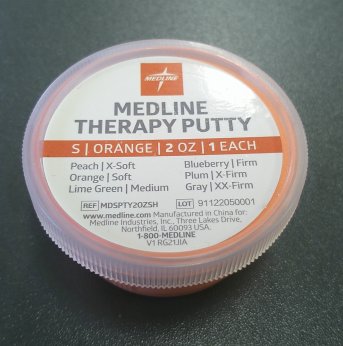 MEDLINE
MEDLINE
THERAPY PUTTY
S | ORANGE | 2 OZ | 1 EACH
Peach | X-Soft Blueberry | Firm
Orange | Soft Plum | X-Firm
Lime Green | Medium Gray | XX-Firm
REF MDSPTY2OZSH LOT 91122050001
www.medline.com Manufactured in China for:
Medline Industries, Inc., Three Lakes Drive,
Northfield, IL 60093 USA.
1-800-MEDLINE
V1 RG21JIA